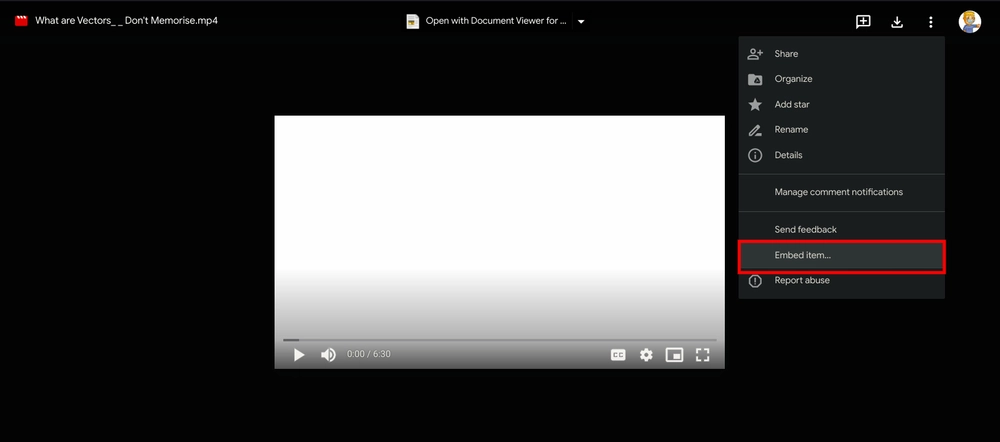 What are Vectors_ _ Don't Memorise.mp4
Open with Document Viewer for ...
Share
Organize
Add star
Rename
Details
Manage comment notifications
Send feedback
Embed item...
Report abuse
0:00 / 6:30
CC